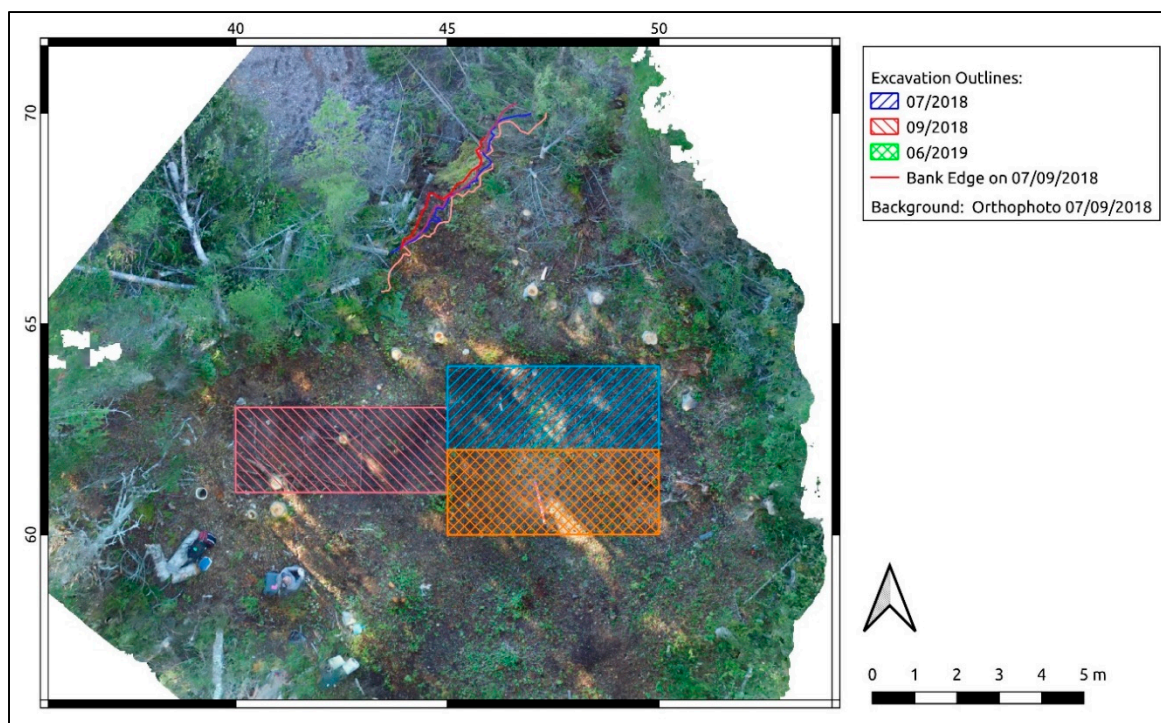 40 45 50
70
65
60
Excavation Outlines:
07/2018
09/2018
06/2019
Bank Edge on 07/09/2018
Background: Orthophoto 07/09/2018
0 1 2 3 4 5 m